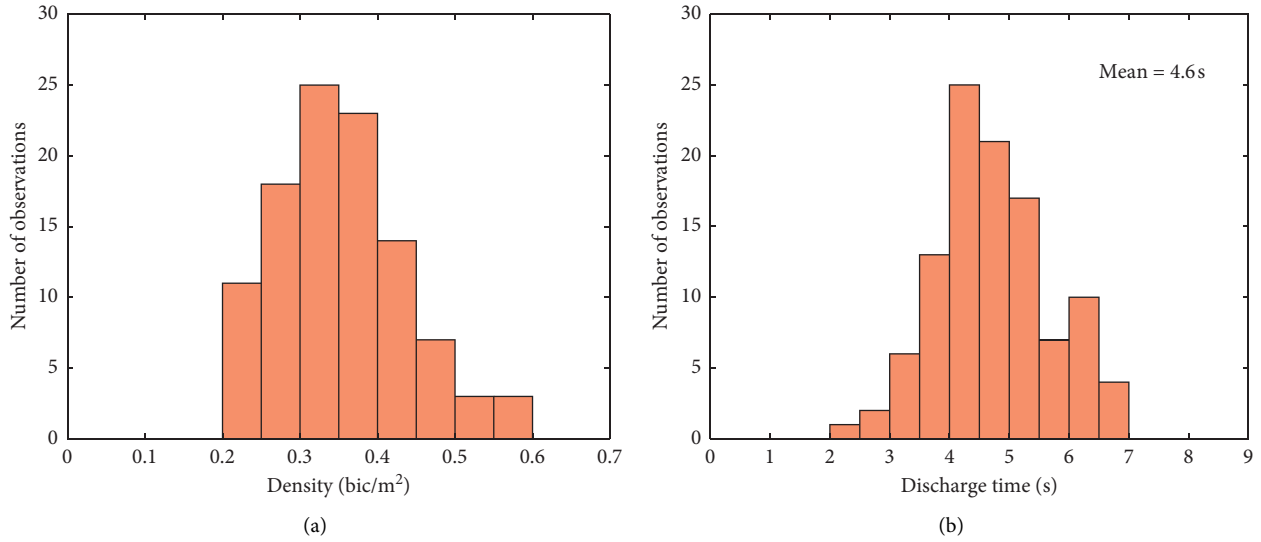 30
25
20
15
10
5
0
Number of observations
0 0.1 0.2 0.3 0.4 0.5 0.6 0.7
Density (bic/m²)
(a)
30
25
20
15
10
5
0
Number of observations
Mean = 4.6 s
0 1 2 3 4 5 6 7 8 9
Discharge time (s)
(b)